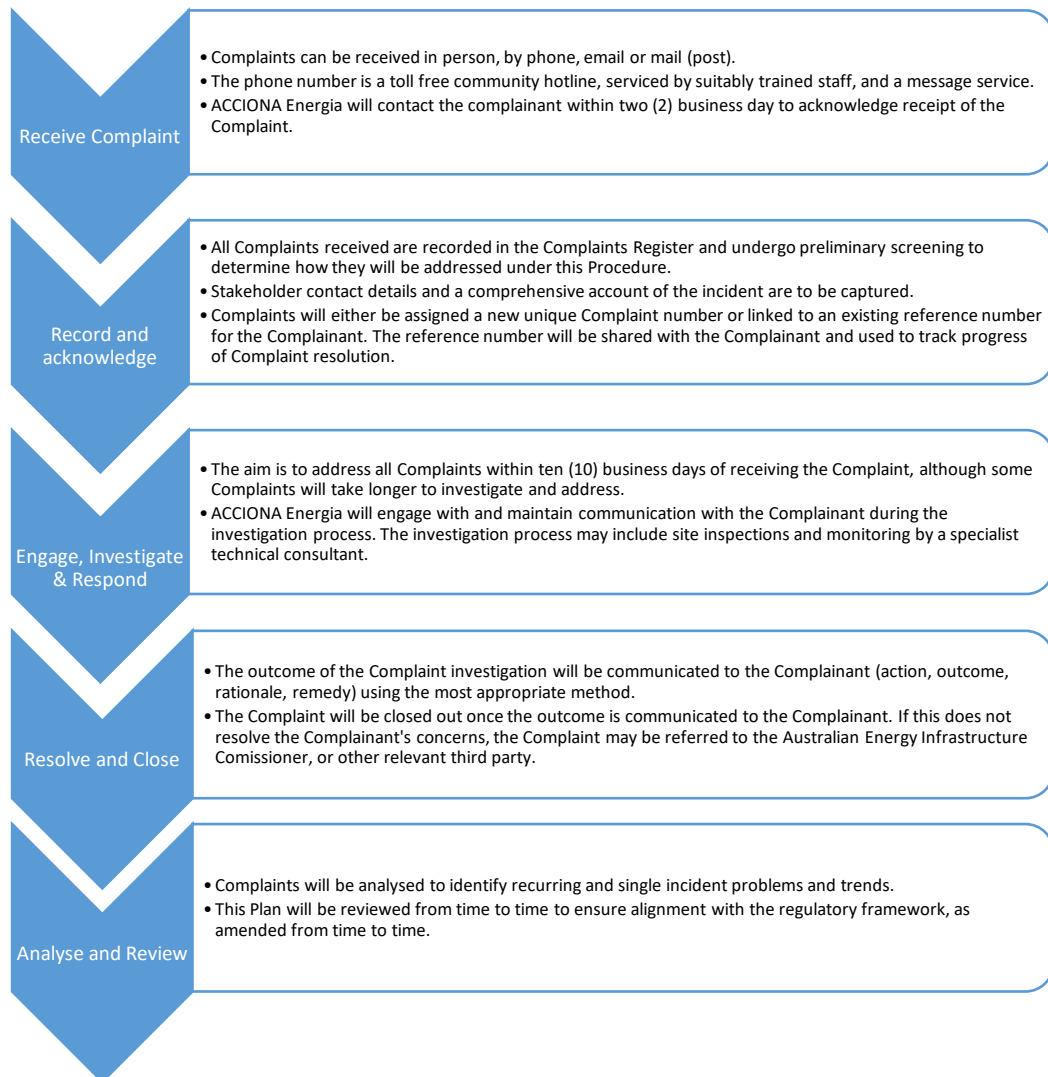 • Complaints can be received in person, by phone, email or mail (post).
• The phone number is a toll free community hotline, serviced by suitably trained staff, and a message service.
• ACCIONA Energia will contact the complainant within two (2) business day to acknowledge receipt of the
Complaint.
Receive Complaint
• All Complaints received are recorded in the Complaints Register and undergo preliminary screening to
determine how they will be addressed under this Procedure.
• Stakeholder contact details and a comprehensive account of the incident are to be captured.
• Complaints will either be assigned a new unique Complaint number or linked to an existing reference number
for the Complainant. The reference number will be shared with the Complainant and used to track progress
of Complaint resolution.
Record and
acknowledge
• The aim is to address all Complaints within ten (10) business days of receiving the Complaint, although some
Complaints will take longer to investigate and address.
• ACCIONA Energia will engage with and maintain communication with the Complainant during the
investigation process. The investigation process may include site inspections and monitoring by a specialist
technical consultant.
Engage, Investigate
& Respond
• The outcome of the Complaint investigation will be communicated to the Complainant (action, outcome,
rationale, remedy) using the most appropriate method.
• The Complaint will be closed out once the outcome is communicated to the Complainant. If this does not
resolve the Complainant's concerns, the Complaint may be referred to the Australian Energy Infrastructure
Comissioner, or other relevant third party.
Resolve and Close
• Complaints will be analysed to identify recurring and single incident problems and trends.
• This Plan will be reviewed from time to time to ensure alignment with the regulatory framework, as
amended from time to time.
Analyse and Review